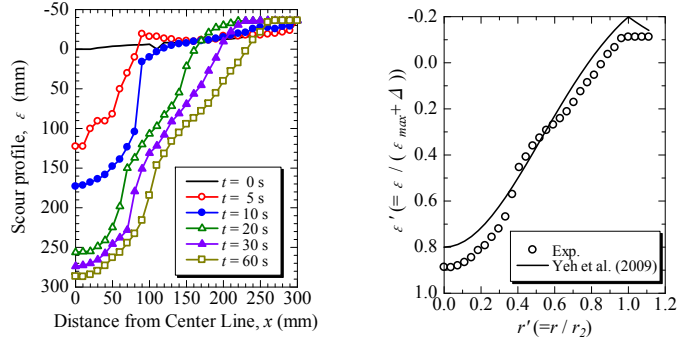 -50
0
50
100
150
200
250
300
0 50 100 150 200 250 300
Scour profile, ε (mm)
Distance from Center Line, x (mm)
t = 0 s
t = 5 s
t = 10 s
t = 20 s
t = 30 s
t = 60 s
-0.2
0.0
0.2
0.4
0.6
0.8
1.0
0.0 0.2 0.4 0.6 0.8 1.0 1.2
ε' (= ε / ( ε max + Δ ))
r' (= r / r2)
Exp.
Yeh et al. (2009)